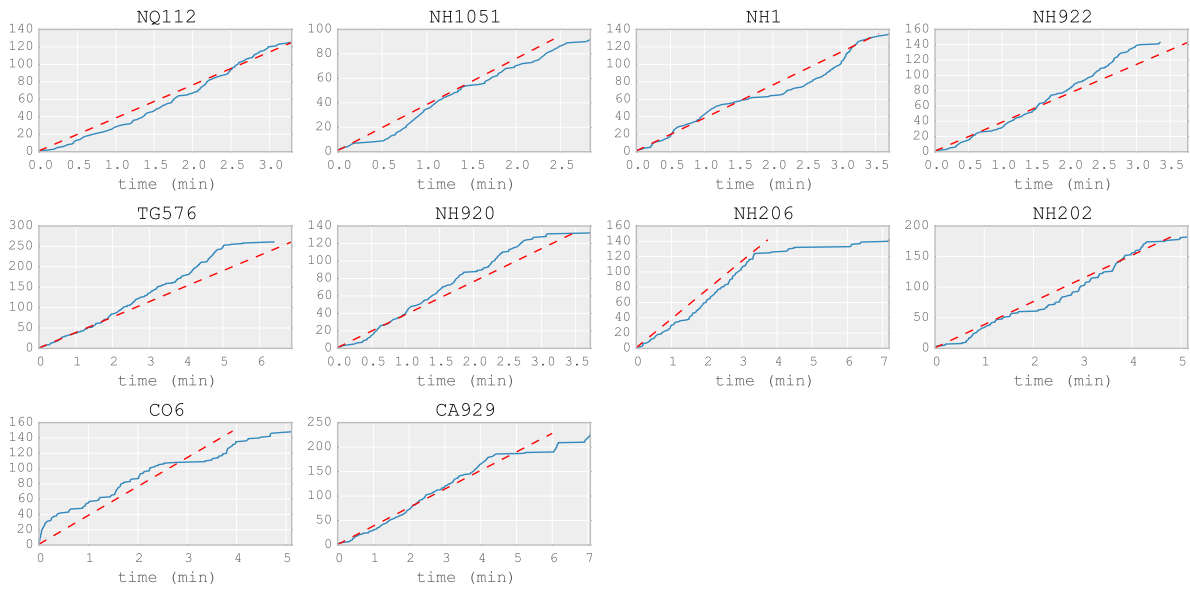 NQ112 NH1051 NH1 NH922
140 100 140 160
120 80 120 140
100 60 100 120
80 40 80 100
60 20 60 80
40 0 40 60
20 20 40
0 0 20
0
0.0 0.5 1.0 1.5 2.0 2.5 3.0 0.0 0.5 1.0 1.5 2.0 2.5 0.0 0.5 1.0 1.5 2.0 2.5 3.0 3.5 0.0 0.5 1.0 1.5 2.0 2.5 3.0 3.5
time (min) time (min) time (min) time (min)
TG576 NH920 NH206 NH202
300 140 160 200
250 120 140 150
200 100 120 100
150 80 100 50
100 60 80 0
50 40 60
0 20 40
0 20
0
0 1 2 3 4 5 6 0.0 0.5 1.0 1.5 2.0 2.5 3.0 3.5 0 1 2 3 4 5 6 7 0 1 2 3 4 5
time (min) time (min) time (min) time (min)
CO6 CA929
160 250
140 200
120 150
100 100
80 50
60 0
40
20
0
0 1 2 3 4 5 0 1 2 3 4 5 6 7
time (min) time (min)